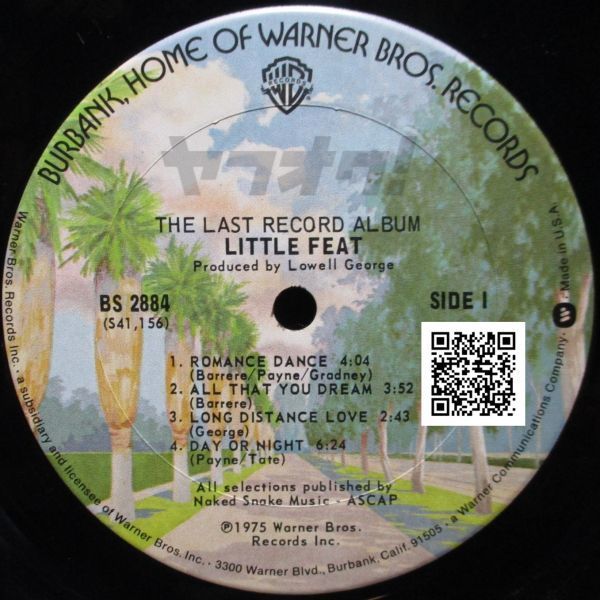 BURBANK, HOME OF WARNER BROS. RECORDS
WB
RECORDS
ヤフオク!
THE LAST RECORD ALBUM
LITTLE FEAT
Produced by Lowell George
BS 2884
(S41,156)
SIDE 1
1. ROMANCE DANCE 4:04
(Barrere/Payne/Gradney)
2. ALL THAT YOU DREAM 3:52
(Barrere)
3. LONG DISTANCE LOVE 2:43
(George)
4. DAY OR NIGHT 6:24
(Payne/Tate)
All selections published by
Naked Snake Music - ASCAP
℗1975 Warner Bros.
Records Inc.
Warner Bros. Records Inc. • a subsidiary and licensee of Warner Bros. Inc. • 3300 Warner Blvd., Burbank, Calif. 91505 • a Warner Communications Company • Made in U.S.A.